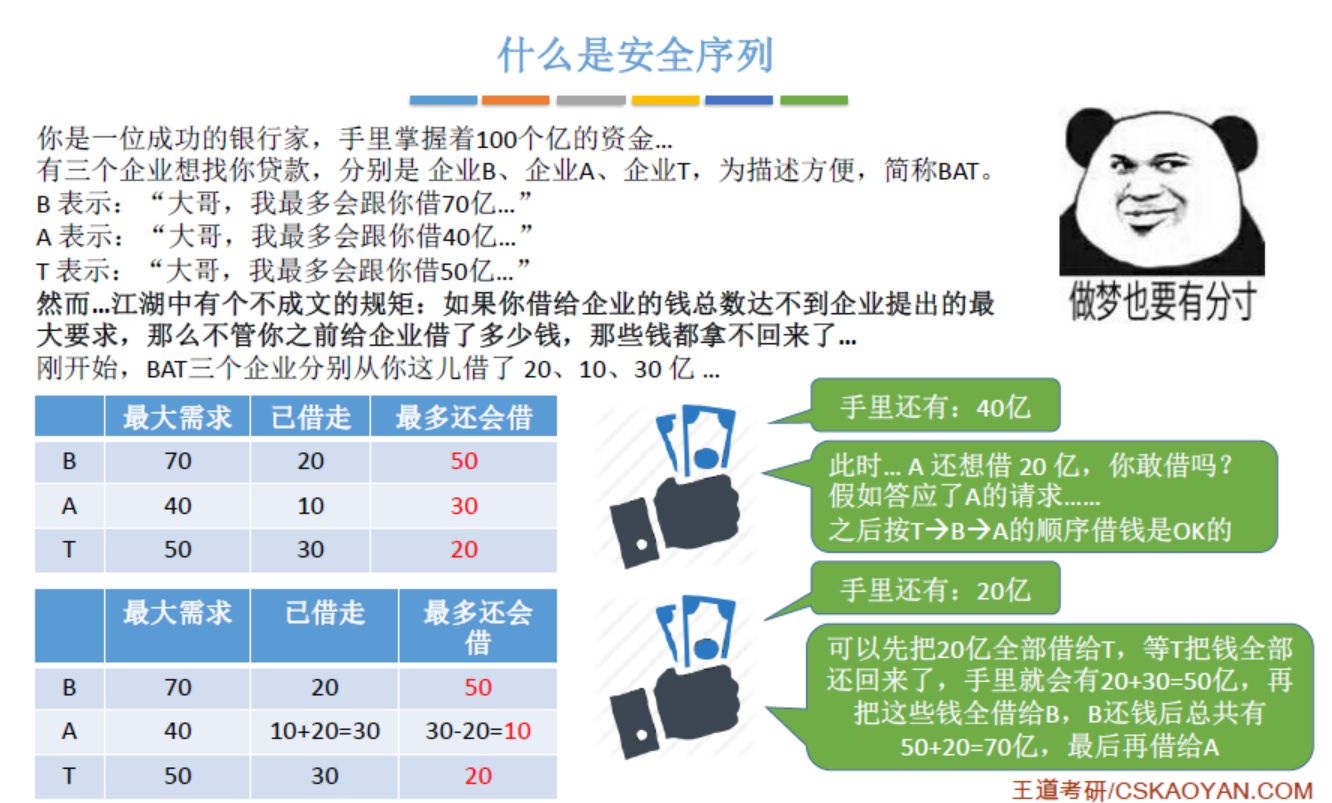 什么是安全序列
你是一位成功的银行家，手里掌握着100个亿的资金...
有三个企业想找你贷款，分别是 企业B、企业A、企业T，为描述方便，简称BAT。
B 表示：“大哥，我最多会跟你借70亿...”
A 表示：“大哥，我最多会跟你借40亿...”
T 表示：“大哥，我最多会跟你借50亿...”
然而...江湖中有个不成文的规矩：如果你借给企业的钱总数达不到企业提出的最
大要求，那么不管你之前给企业借了多少钱，那些钱都拿不回来了...
刚开始，BAT三个企业分别从你这儿借了 20、10、30 亿 ...
做梦也要有分寸
最大需求 已借走 最多还会借
B 70 20 50
A 40 10 30
T 50 30 20
手里还有：40亿
此时... A 还想借 20 亿，你敢借吗？
假如答应了A的请求......
之后按T→B→A的顺序借钱是OK的
最大需求 已借走 最多还会
借
B 70 20 50
A 40 10+20=30 30-20=10
T 50 30 20
手里还有：20亿
可以先把20亿全部借给T，等T把钱全部
还回来了，手里就会有20+30=50亿，再
把这些钱全借给B，B还钱后总共有
50+20=70亿，最后再借给A
王道考研/CSKAOYAN.COM